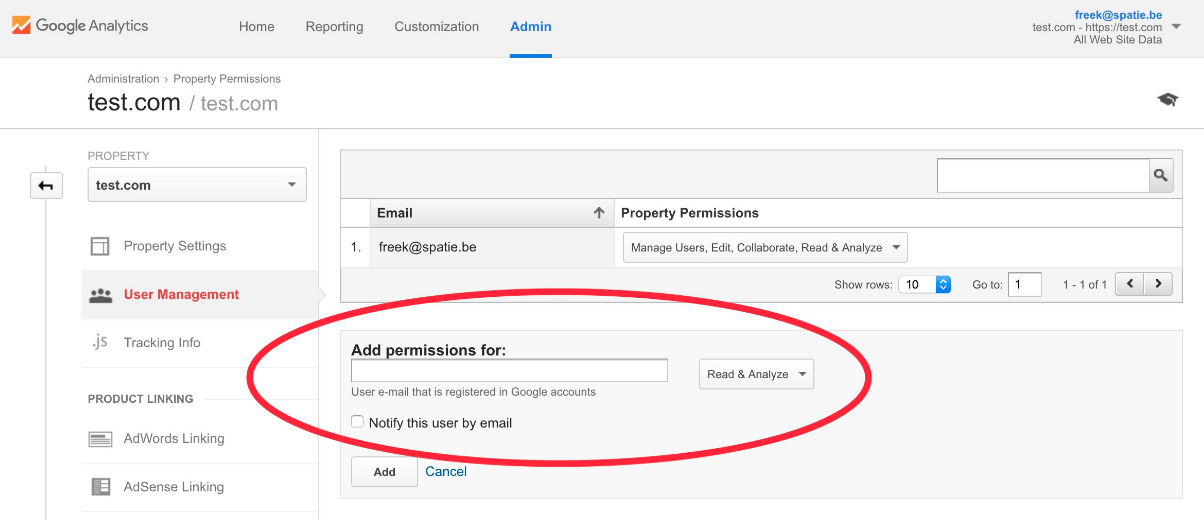 Google Analytics
Home
Reporting
Customization
Admin
freek@spatie.be
test.com - https://test.com
All Web Site Data
Administration › Property Permissions
test.com / test.com
PROPERTY
test.com
Property Settings
User Management
.js Tracking Info
PRODUCT LINKING
AdWords Linking
AdSense Linking
Email
Property Permissions
1. freek@spatie.be
Manage Users, Edit, Collaborate, Read & Analyze
Show rows: 10 Go to: 1 1 - 1 of 1
Add permissions for:
Read & Analyze
User e-mail that is registered in Google accounts
Notify this user by email
Add
Cancel